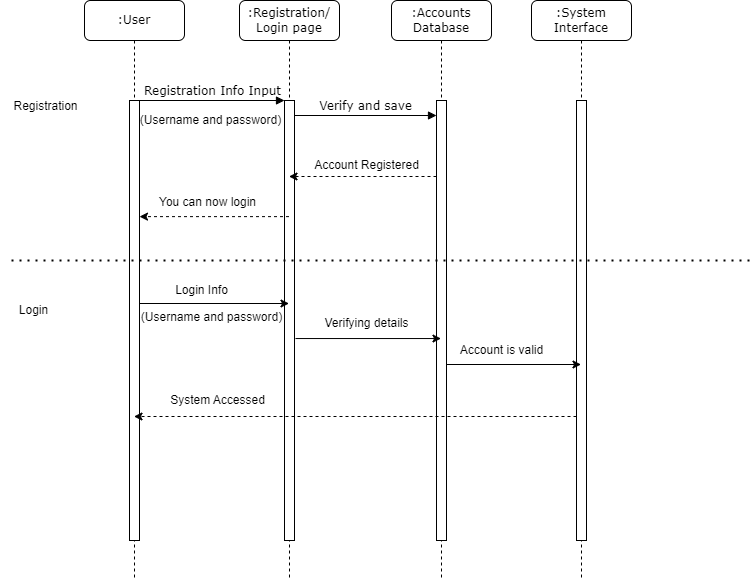 :User
:Registration/
Login page
:Accounts
Database
:System
Interface
Registration
Registration Info Input
(Username and password)
Verify and save
Account Registered
You can now login
Login
Login Info
(Username and password)
Verifying details
Account is valid
System Accessed